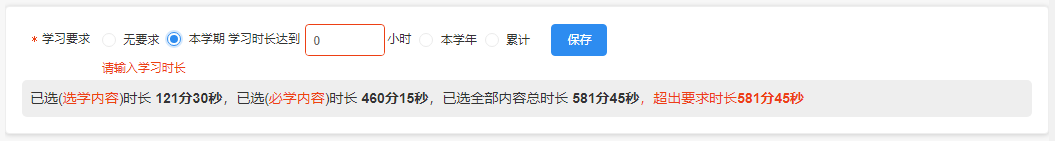 * 学习要求 无要求 本学期 学习时长达到 0 小时 本学年 累计 保存
请输入学习时长
已选(选学内容)时长 121分30秒，已选(必学内容)时长 460分15秒，已选全部内容总时长 581分45秒，超出要求时长581分45秒